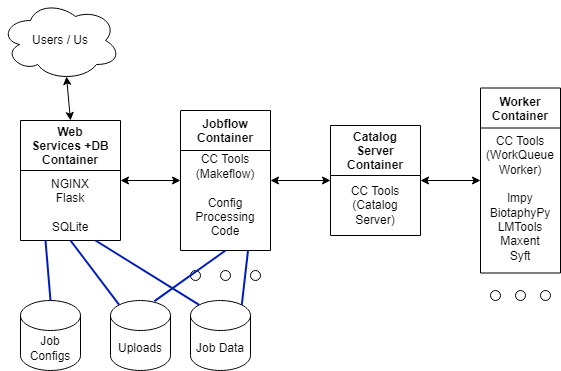 Users / Us
Web
Services +DB
Container
NGINX
Flask
SQLite
Jobflow
Container
CC Tools
(Makeflow)
Config
Processing
Code
Catalog
Server
Container
CC Tools
(Catalog
Server)
Worker
Container
CC Tools
(WorkQueue
Worker)
Impy
BiotaphyPy
LMTools
Maxent
Syft
Job
Configs
Uploads
Job Data